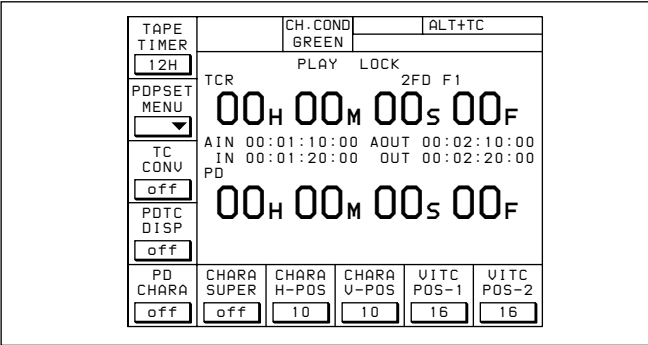 TAPE
TIMER
12H
CH.COND
GREEN
ALT+TC
PLAY LOCK
TCR 2FD F1
00H 00M 00S 00F
PDPSET
MENU
AIN 00:01:10:00 AOUT 00:02:10:00
IN 00:01:20:00 OUT 00:02:20:00
TC
CONV
off
PD
00H 00M 00S 00F
PDTC
DISP
off
PD
CHARA
off
CHARA
SUPER
off
CHARA
H-POS
10
CHARA
V-POS
10
VITC
POS-1
16
VITC
POS-2
16